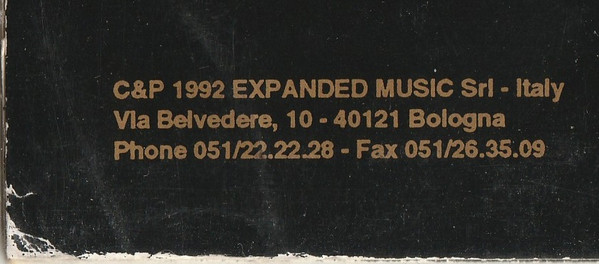 C&P 1992 EXPANDED MUSIC Srl - Italy
Via Belvedere, 10 - 40121 Bologna
Phone 051/22.22.28 - Fax 051/26.35.09